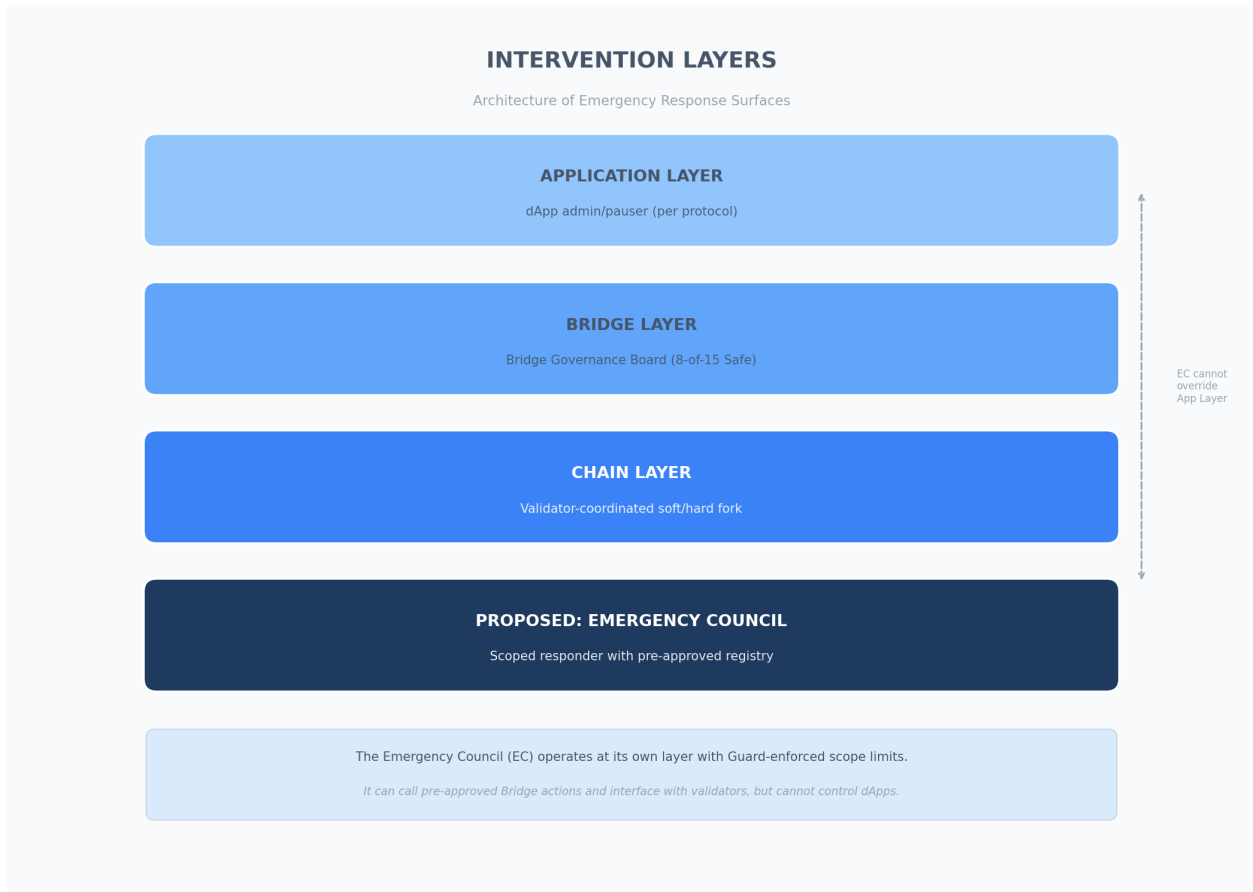 INTERVENTION LAYERS
Architecture of Emergency Response Surfaces
APPLICATION LAYER
dApp admin/pauser (per protocol)
BRIDGE LAYER
Bridge Governance Board (8-of-15 Safe)
EC cannot
override
App Layer
CHAIN LAYER
Validator-coordinated soft/hard fork
PROPOSED: EMERGENCY COUNCIL
Scoped responder with pre-approved registry
The Emergency Council (EC) operates at its own layer with Guard-enforced scope limits.
It can call pre-approved Bridge actions and interface with validators, but cannot control dApps.